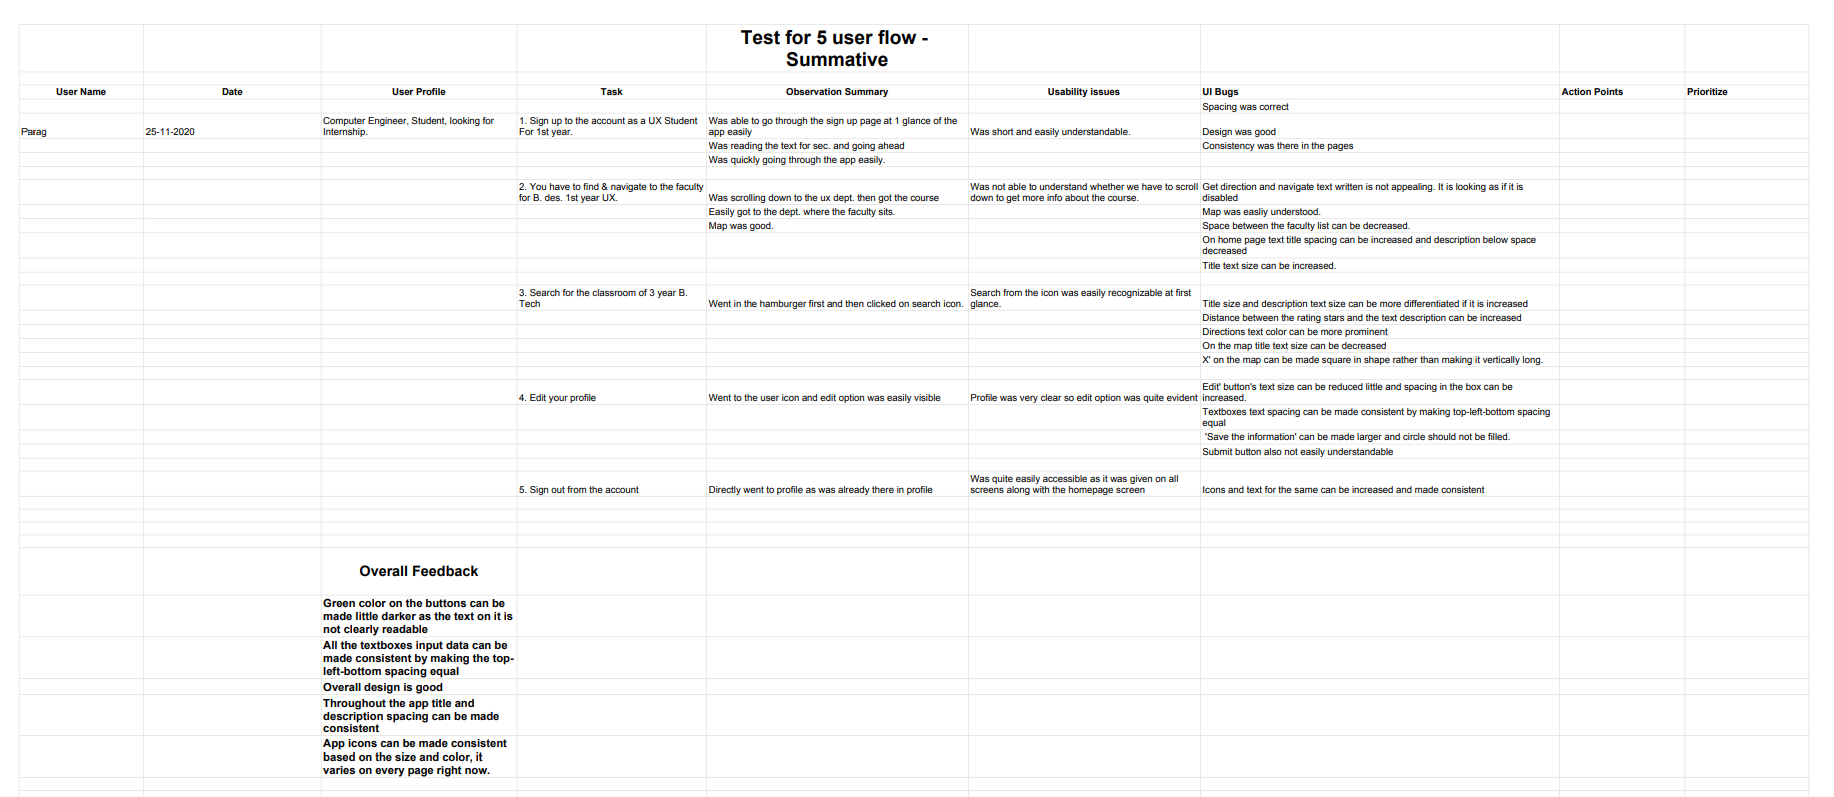 Test for 5 user flow -
Summative
User Name Date User Profile Task Observation Summary Usability issues UI Bugs Action Points Prioritize
Spacing was correct
Parag
25-11-2020
Computer Engineer, Student, looking for
Internship.
1. Sign up to the account as a UX Student
For 1st year.
Was able to go through the sign up page at 1 glance of the
app easily
Was short and easily understandable.
Design was good
Was reading the text for sec. and going ahead
Consistency was there in the pages
Was quickly going through the app easily.
2. You have to find & navigate to the faculty
for B. des. 1st year UX.
Was scrolling down to the ux dept. then got the course
Was not able to understand whether we have to scroll
down to get more info about the course.
Get direction and navigate text written is not appealing. It is looking as if it is
disabled
Easily got to the dept. where the faculty sits.
Map was easliy understood.
Map was good.
Space between the faculty list can be decreased.
On home page text title spacing can be increased and description below space
decreased
Title text size can be increased.
3. Search for the classroom of 3 year B.
Tech
Went in the hamburger first and then clicked on search icon.
Search from the icon was easily recognizable at first
glance.
Title size and description text size can be more differentiated if it is increased
Distance between the rating stars and the text description can be increased
Directions text color can be more prominent
On the map title text size can be decreased
X' on the map can be made square in shape rather than making it vertically long.
4. Edit your profile
Went to the user icon and edit option was easily visible
Profile was very clear so edit option was quite evident
Edit' button's text size can be reduced little and spacing in the box can be
increased.
Textboxes text spacing can be made consistent by making top-left-bottom spacing
equal
'Save the information' can be made larger and circle should not be filled.
Submit button also not easily understandable
5. Sign out from the account
Directly went to profile as was already there in profile
Was quite easily accessible as it was given on all
screens along with the homepage screen
Icons and text for the same can be increased and made consistent
Overall Feedback
Green color on the buttons can be
made little darker as the text on it is
not clearly readable
All the textboxes input data can be
made consistent by making the top-
left-bottom spacing equal
Overall design is good
Throughout the app title and
description spacing can be made
consistent
App icons can be made consistent
based on the size and color, it
varies on every page right now.